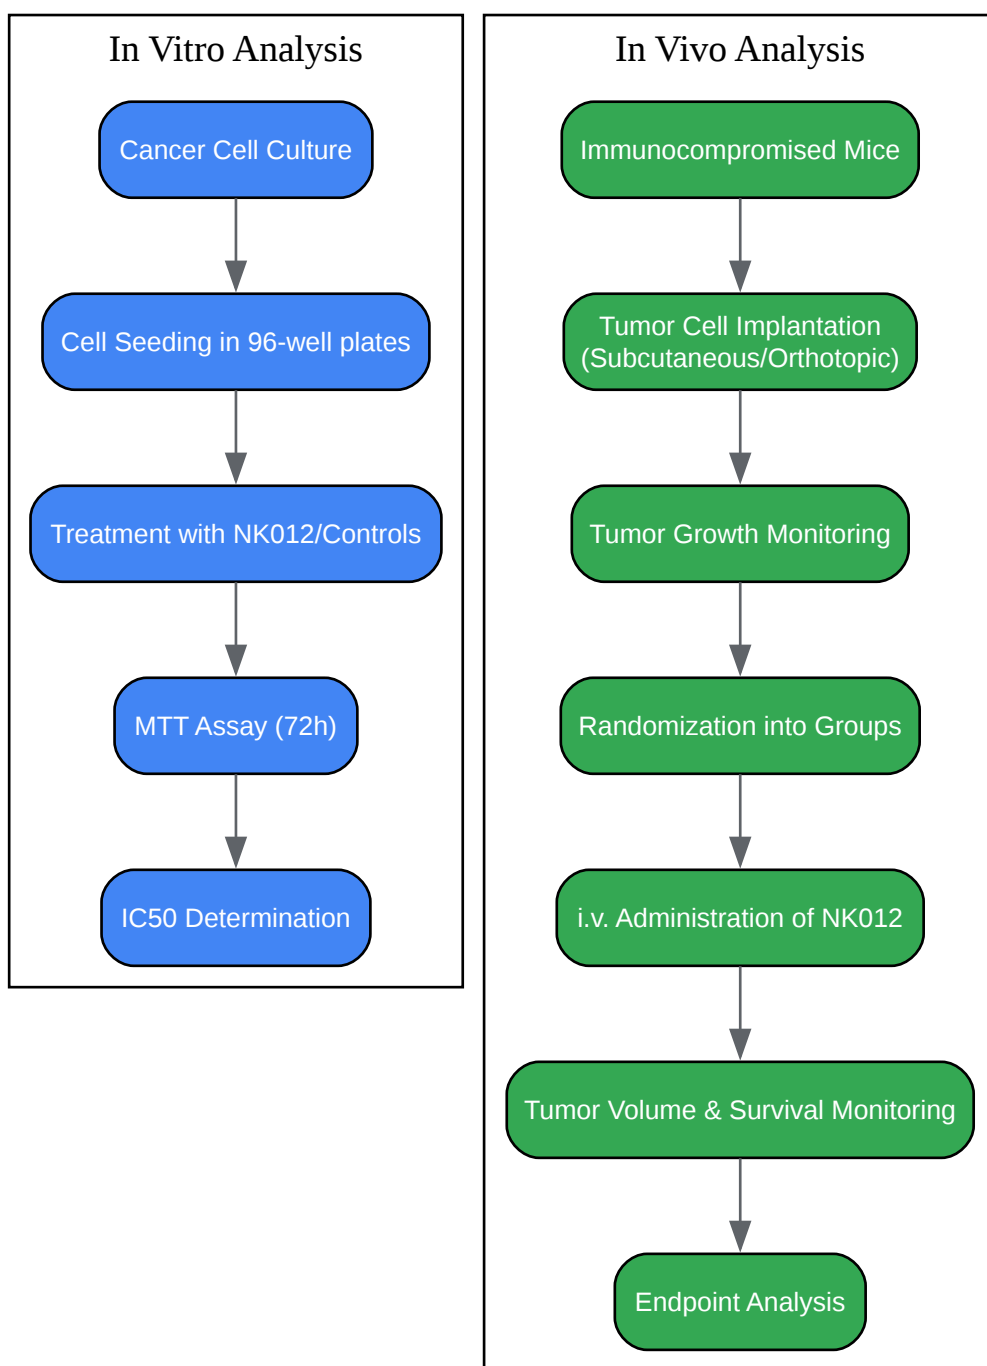 In Vitro Analysis
Cancer Cell Culture
Cell Seeding in 96-well plates
Treatment with NK012/Controls
MTT Assay (72h)
IC50 Determination
In Vivo Analysis
Immunocompromised Mice
Tumor Cell Implantation
(Subcutaneous/Orthotopic)
Tumor Growth Monitoring
Randomization into Groups
i.v. Administration of NK012
Tumor Volume & Survival Monitoring
Endpoint Analysis